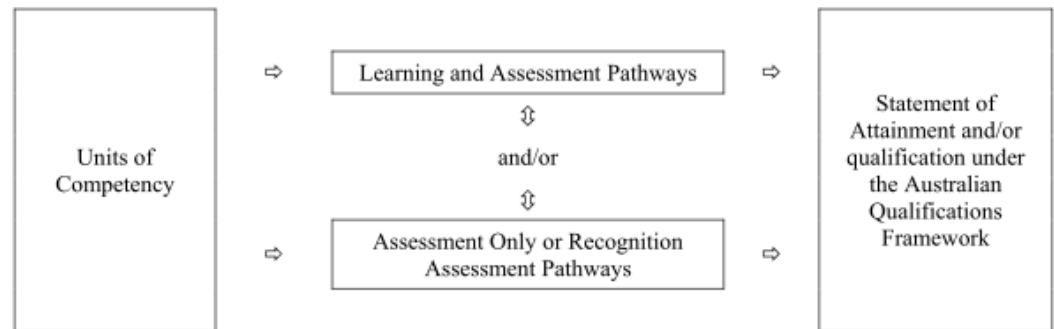 Units of
Competency
⇨
Learning and Assessment Pathways
⇨
⇳
and/or
⇳
⇨
Assessment Only or Recognition
Assessment Pathways
⇨
Statement of
Attainment and/or
qualification under
the Australian
Qualifications
Framework